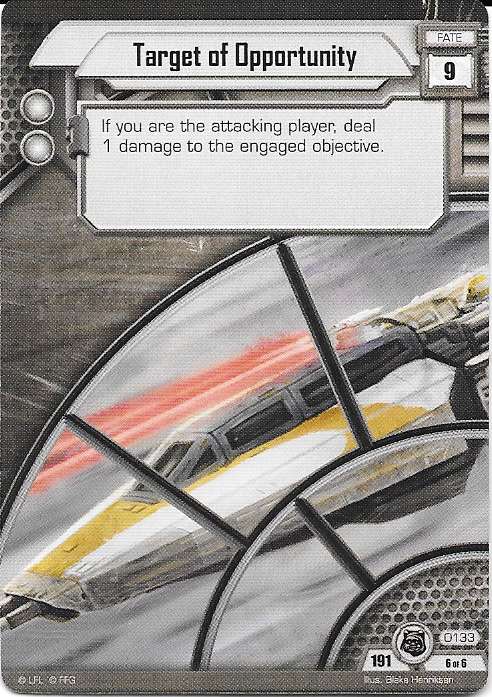 Target of Opportunity
FATE
9
If you are the attacking player, deal
1 damage to the engaged objective.
0133
191
6 OF 6
© LFL © FFG
Illus. Blake Henriksen